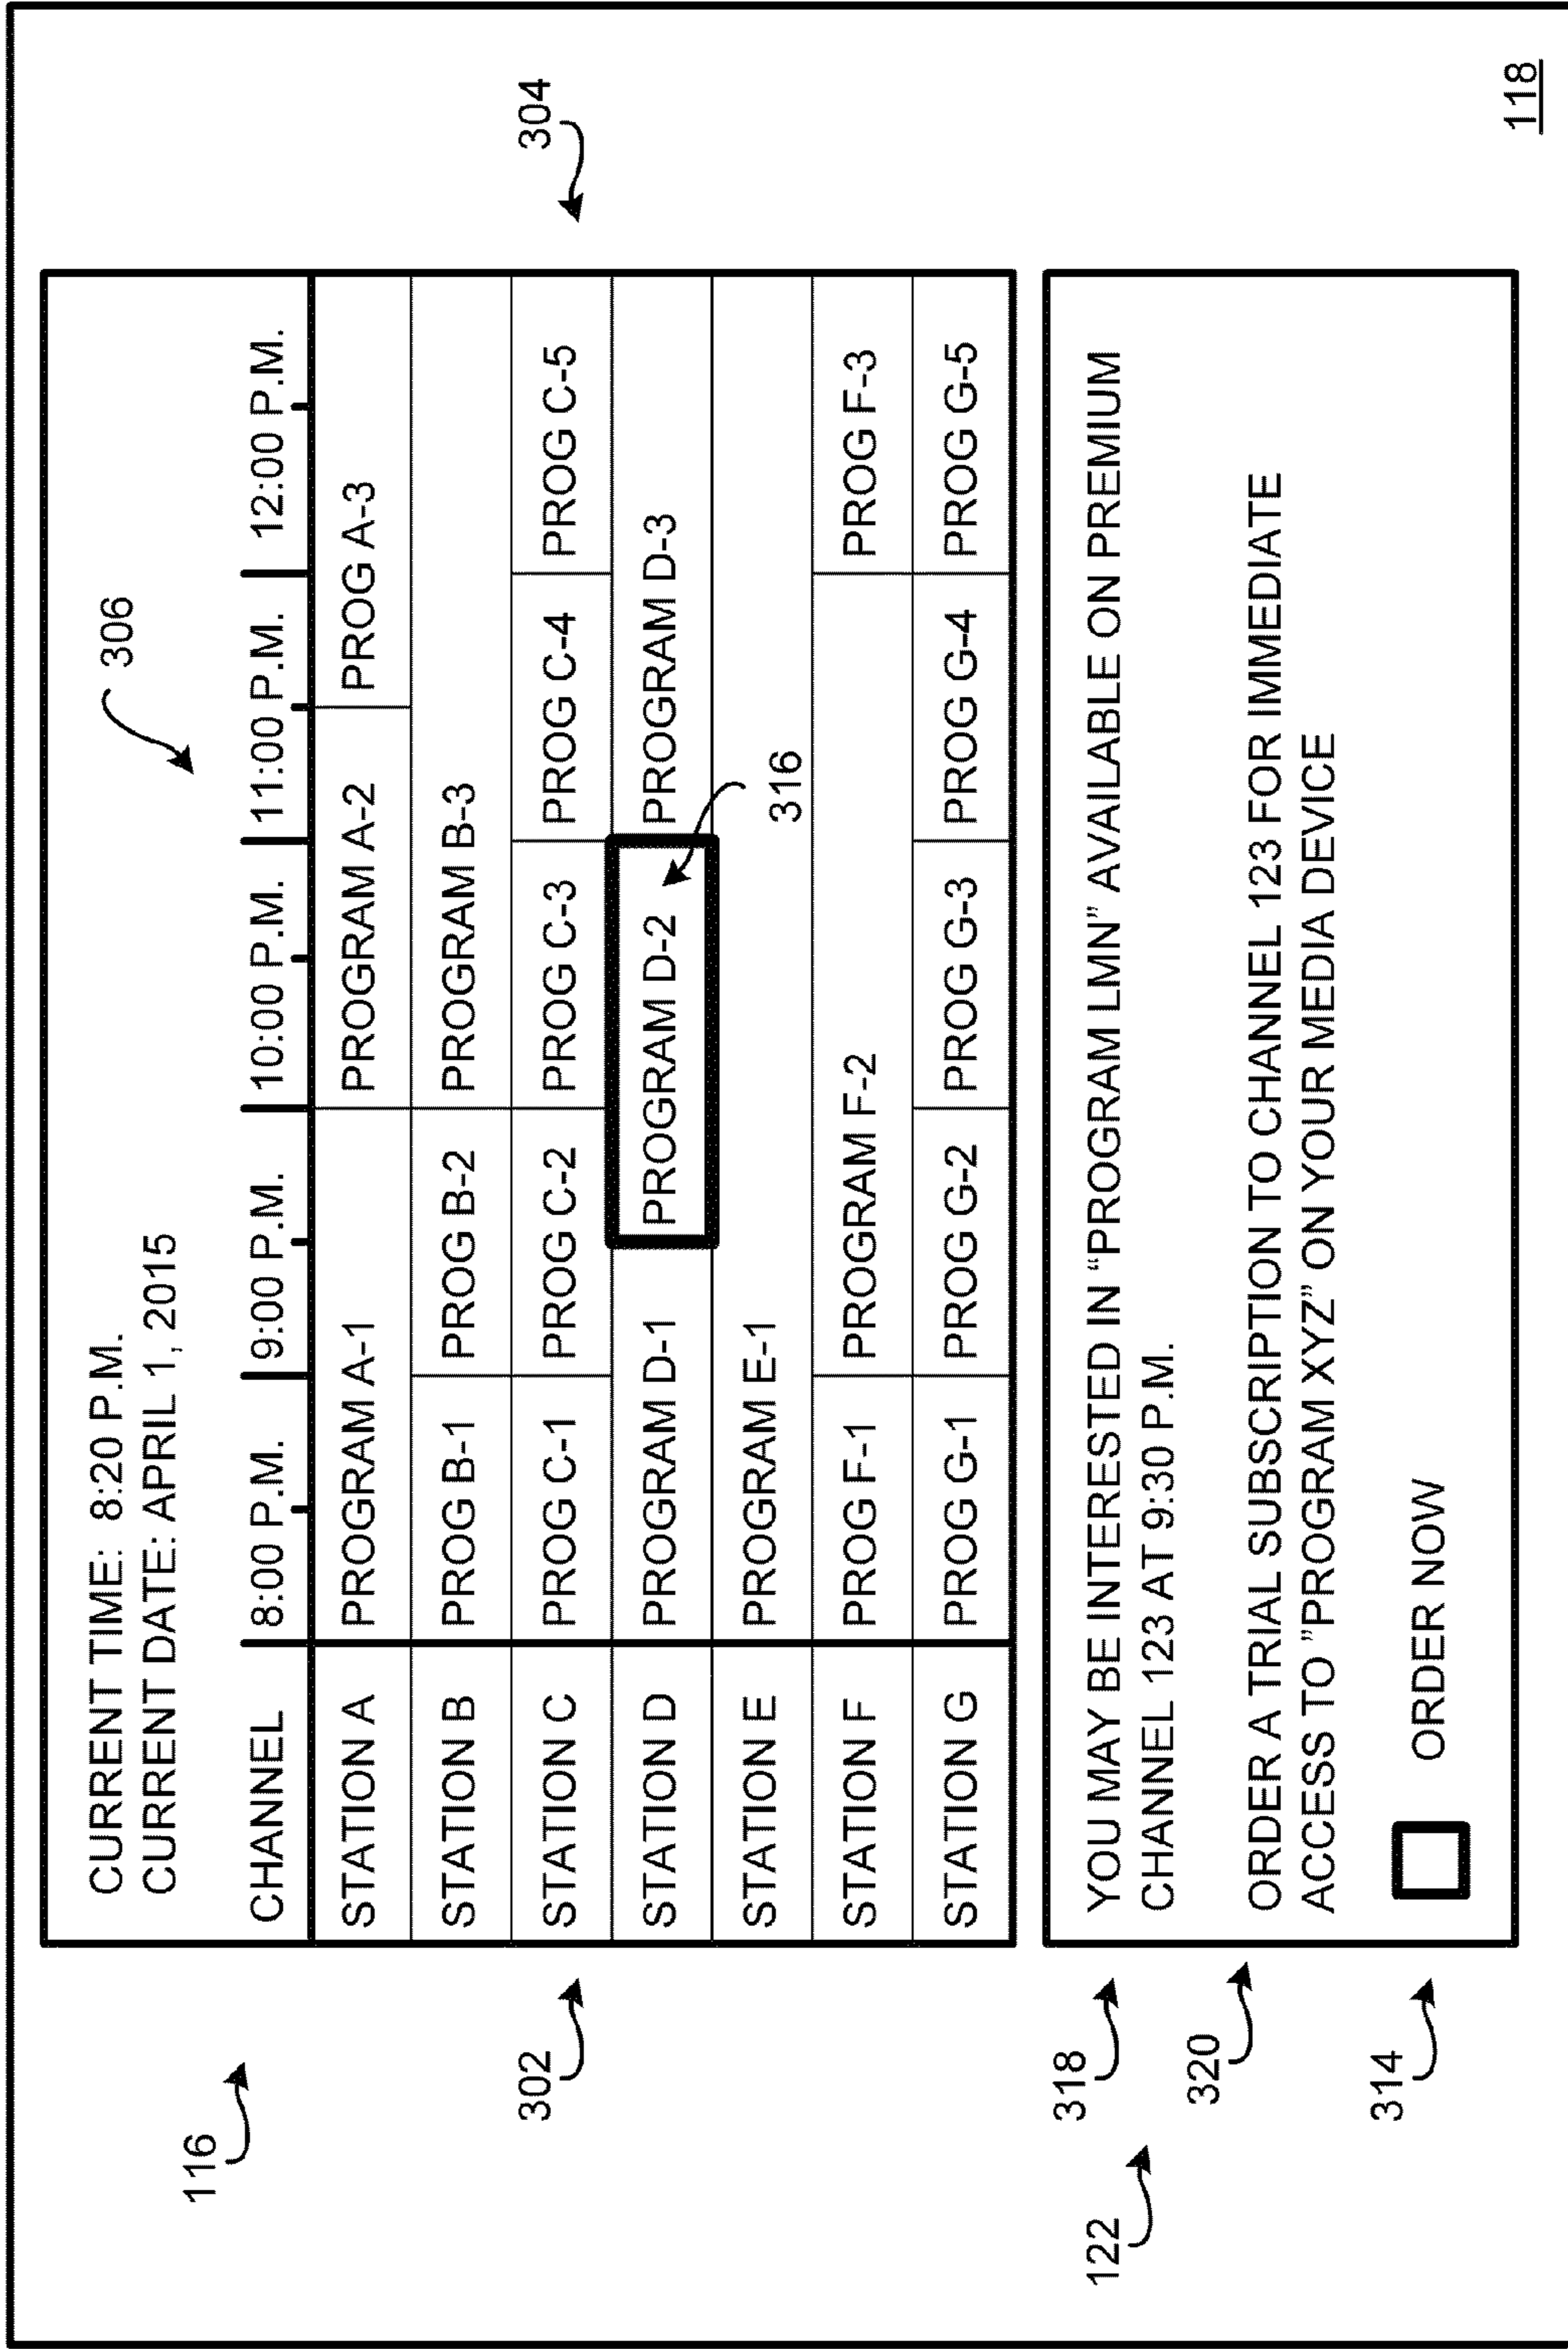 CURRENT TIME: 8:20 P.M.
CURRENT DATE: APRIL 1, 2015
306
116
CHANNEL 8:00 P.M. 9:00 P.M. 10:00 P.M. 11:00 P.M. 12:00 P.M.
STATION A PROGRAM A-1 PROGRAM A-2 PROG A-3
STATION B PROG B-1 PROG B-2 PROGRAM B-3
302
STATION C PROG C-1 PROG C-2 PROG C-3 PROG C-4 PROG C-5
304
STATION D PROGRAM D-1 PROGRAM D-2 PROGRAM D-3
STATION E PROGRAM E-1
316
STATION F PROG F-1 PROGRAM F-2 PROG F-3
STATION G PROG G-1 PROG G-2 PROG G-3 PROG G-4 PROG G-5
318
YOU MAY BE INTERESTED IN “PROGRAM LMN” AVAILABLE ON PREMIUM
CHANNEL 123 AT 9:30 P.M.
122
320
ORDER A TRIAL SUBSCRIPTION TO CHANNEL 123 FOR IMMEDIATE
ACCESS TO ”PROGRAM XYZ” ON YOUR MEDIA DEVICE
314
ORDER NOW
118